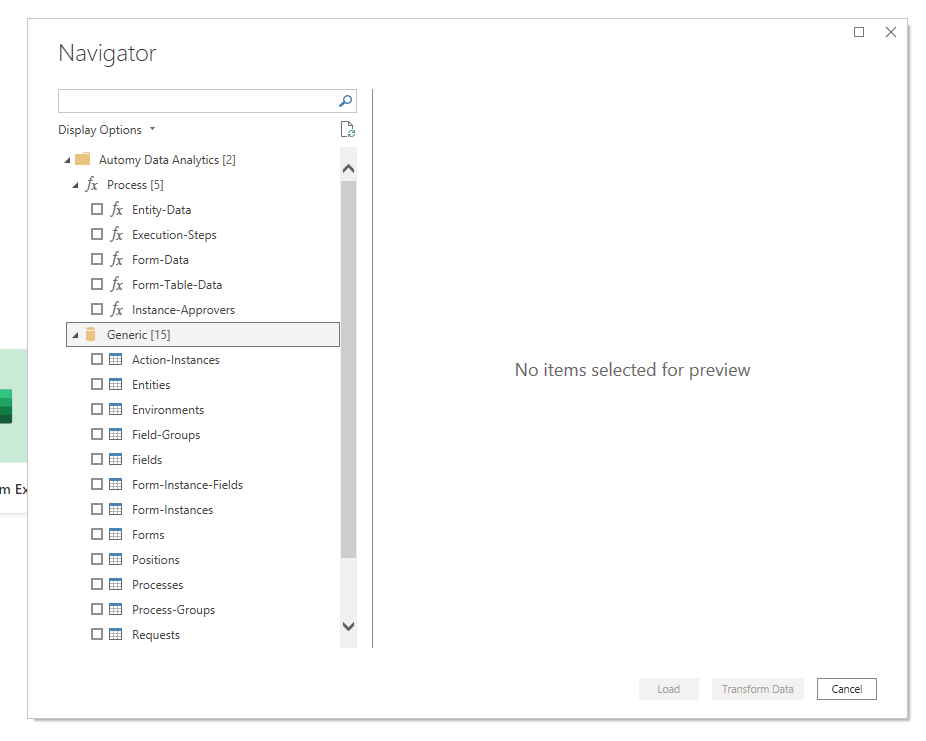 Navigator
Display Options
Automy Data Analytics [2]
fx Process [5]
fx Entity-Data
fx Execution-Steps
fx Form-Data
fx Form-Table-Data
fx Instance-Approvers
Generic [15]
Action-Instances
Entities
Environments
Field-Groups
Fields
Form-Instance-Fields
Form-Instances
Forms
Positions
Processes
Process-Groups
Requests
No items selected for preview
m Ex
Load
Transform Data
Cancel